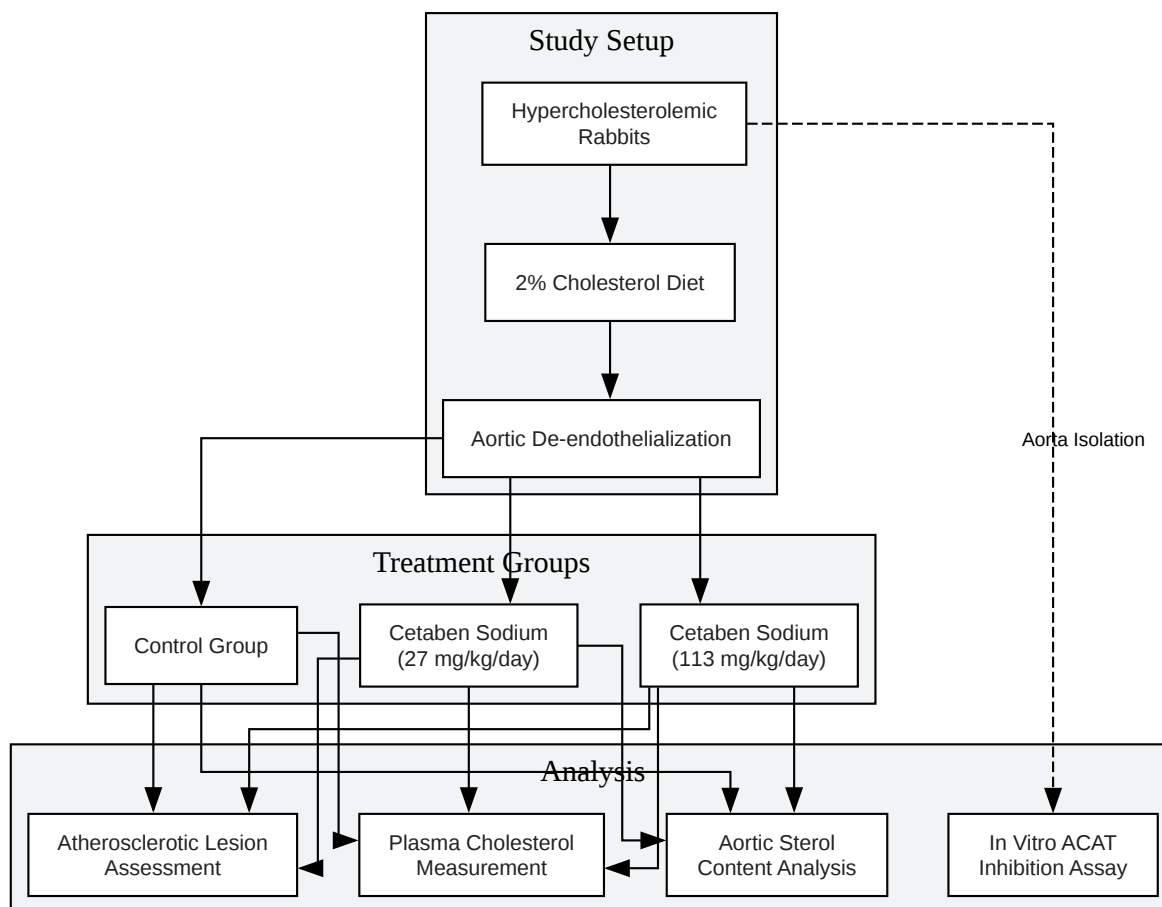 Study Setup
Hypercholesterolemic
Rabbits
2% Cholesterol Diet
Aortic De-endothelialization
Aorta Isolation
Treatment Groups
Control Group
Cetaben Sodium
(27 mg/kg/day)
Cetaben Sodium
(113 mg/kg/day)
Analysis
Atherosclerotic Lesion
Assessment
Plasma Cholesterol
Measurement
Aortic Sterol
Content Analysis
In Vitro ACAT
Inhibition Assay